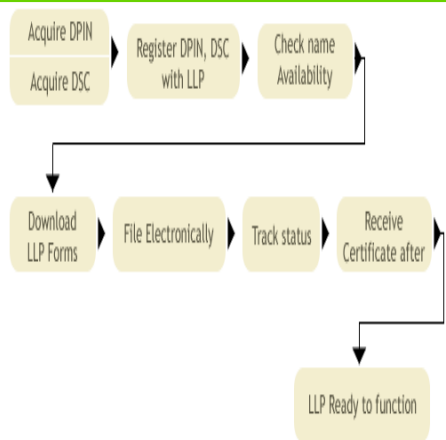 Acquire DPIN
Acquire DSC
Register DPIN, DSC
with LLP
Check name
Availability
Download
LLP Forms
File Electronically
Track status
Receive
Certificate after
LLP Ready to function